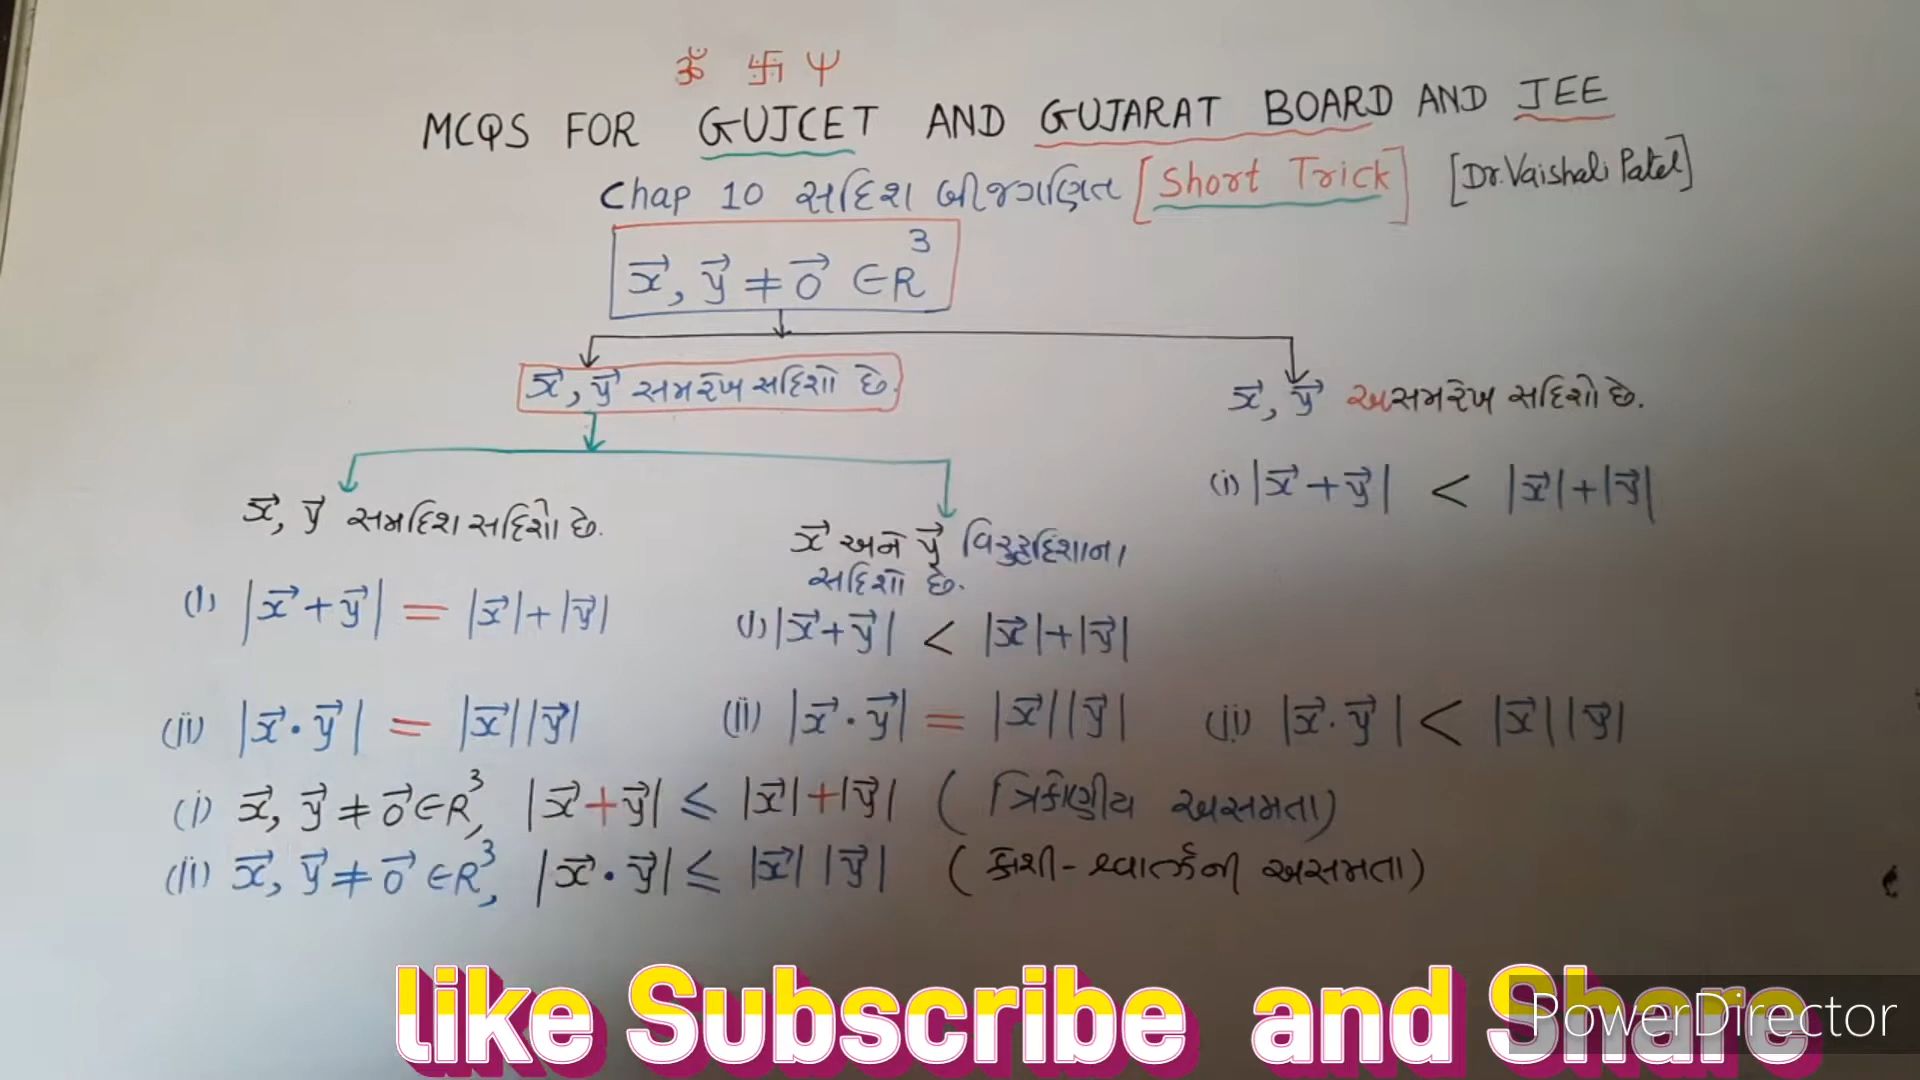 ॐ 卐 Ψ
MCQS FOR GUJCET AND GUJARAT BOARD AND JEE
Chap 10 સદિશ બીજગણિત [Short Trick] [Dr.Vaishali Patel]
x⃗, y⃗ ≠ 0⃗ ∈R³
x⃗, y⃗ સમરેખ સદિશો છે.
x⃗, y⃗ અસમરેખ સદિશો છે.
x⃗, y⃗ સમદિશ સદિશો છે.
x⃗ અને y⃗ વિરુદ્ધદિશાના
સદિશો છે.
(i) |x⃗+y⃗| < |x⃗|+|y⃗|
(i) |x⃗+y⃗| = |x⃗|+|y⃗|
(i) |x⃗+y⃗| < |x⃗|+|y⃗|
(ii) |x⃗·y⃗| = |x⃗||y⃗|
(ii) |x⃗·y⃗| = |x⃗||y⃗|
(ii) |x⃗·y⃗| < |x⃗||y⃗|
(i) x⃗, y⃗ ≠ 0⃗ ∈R³, |x⃗+y⃗| ≤ |x⃗|+|y⃗| (ત્રિકોણીય અસમતા)
(ii) x⃗, y⃗ ≠ 0⃗ ∈R³, |x⃗·y⃗| ≤ |x⃗| |y⃗| (કોશી-શ્વાર્ત્ઝની અસમતા)
like Subscribe and Share
PowerDirector